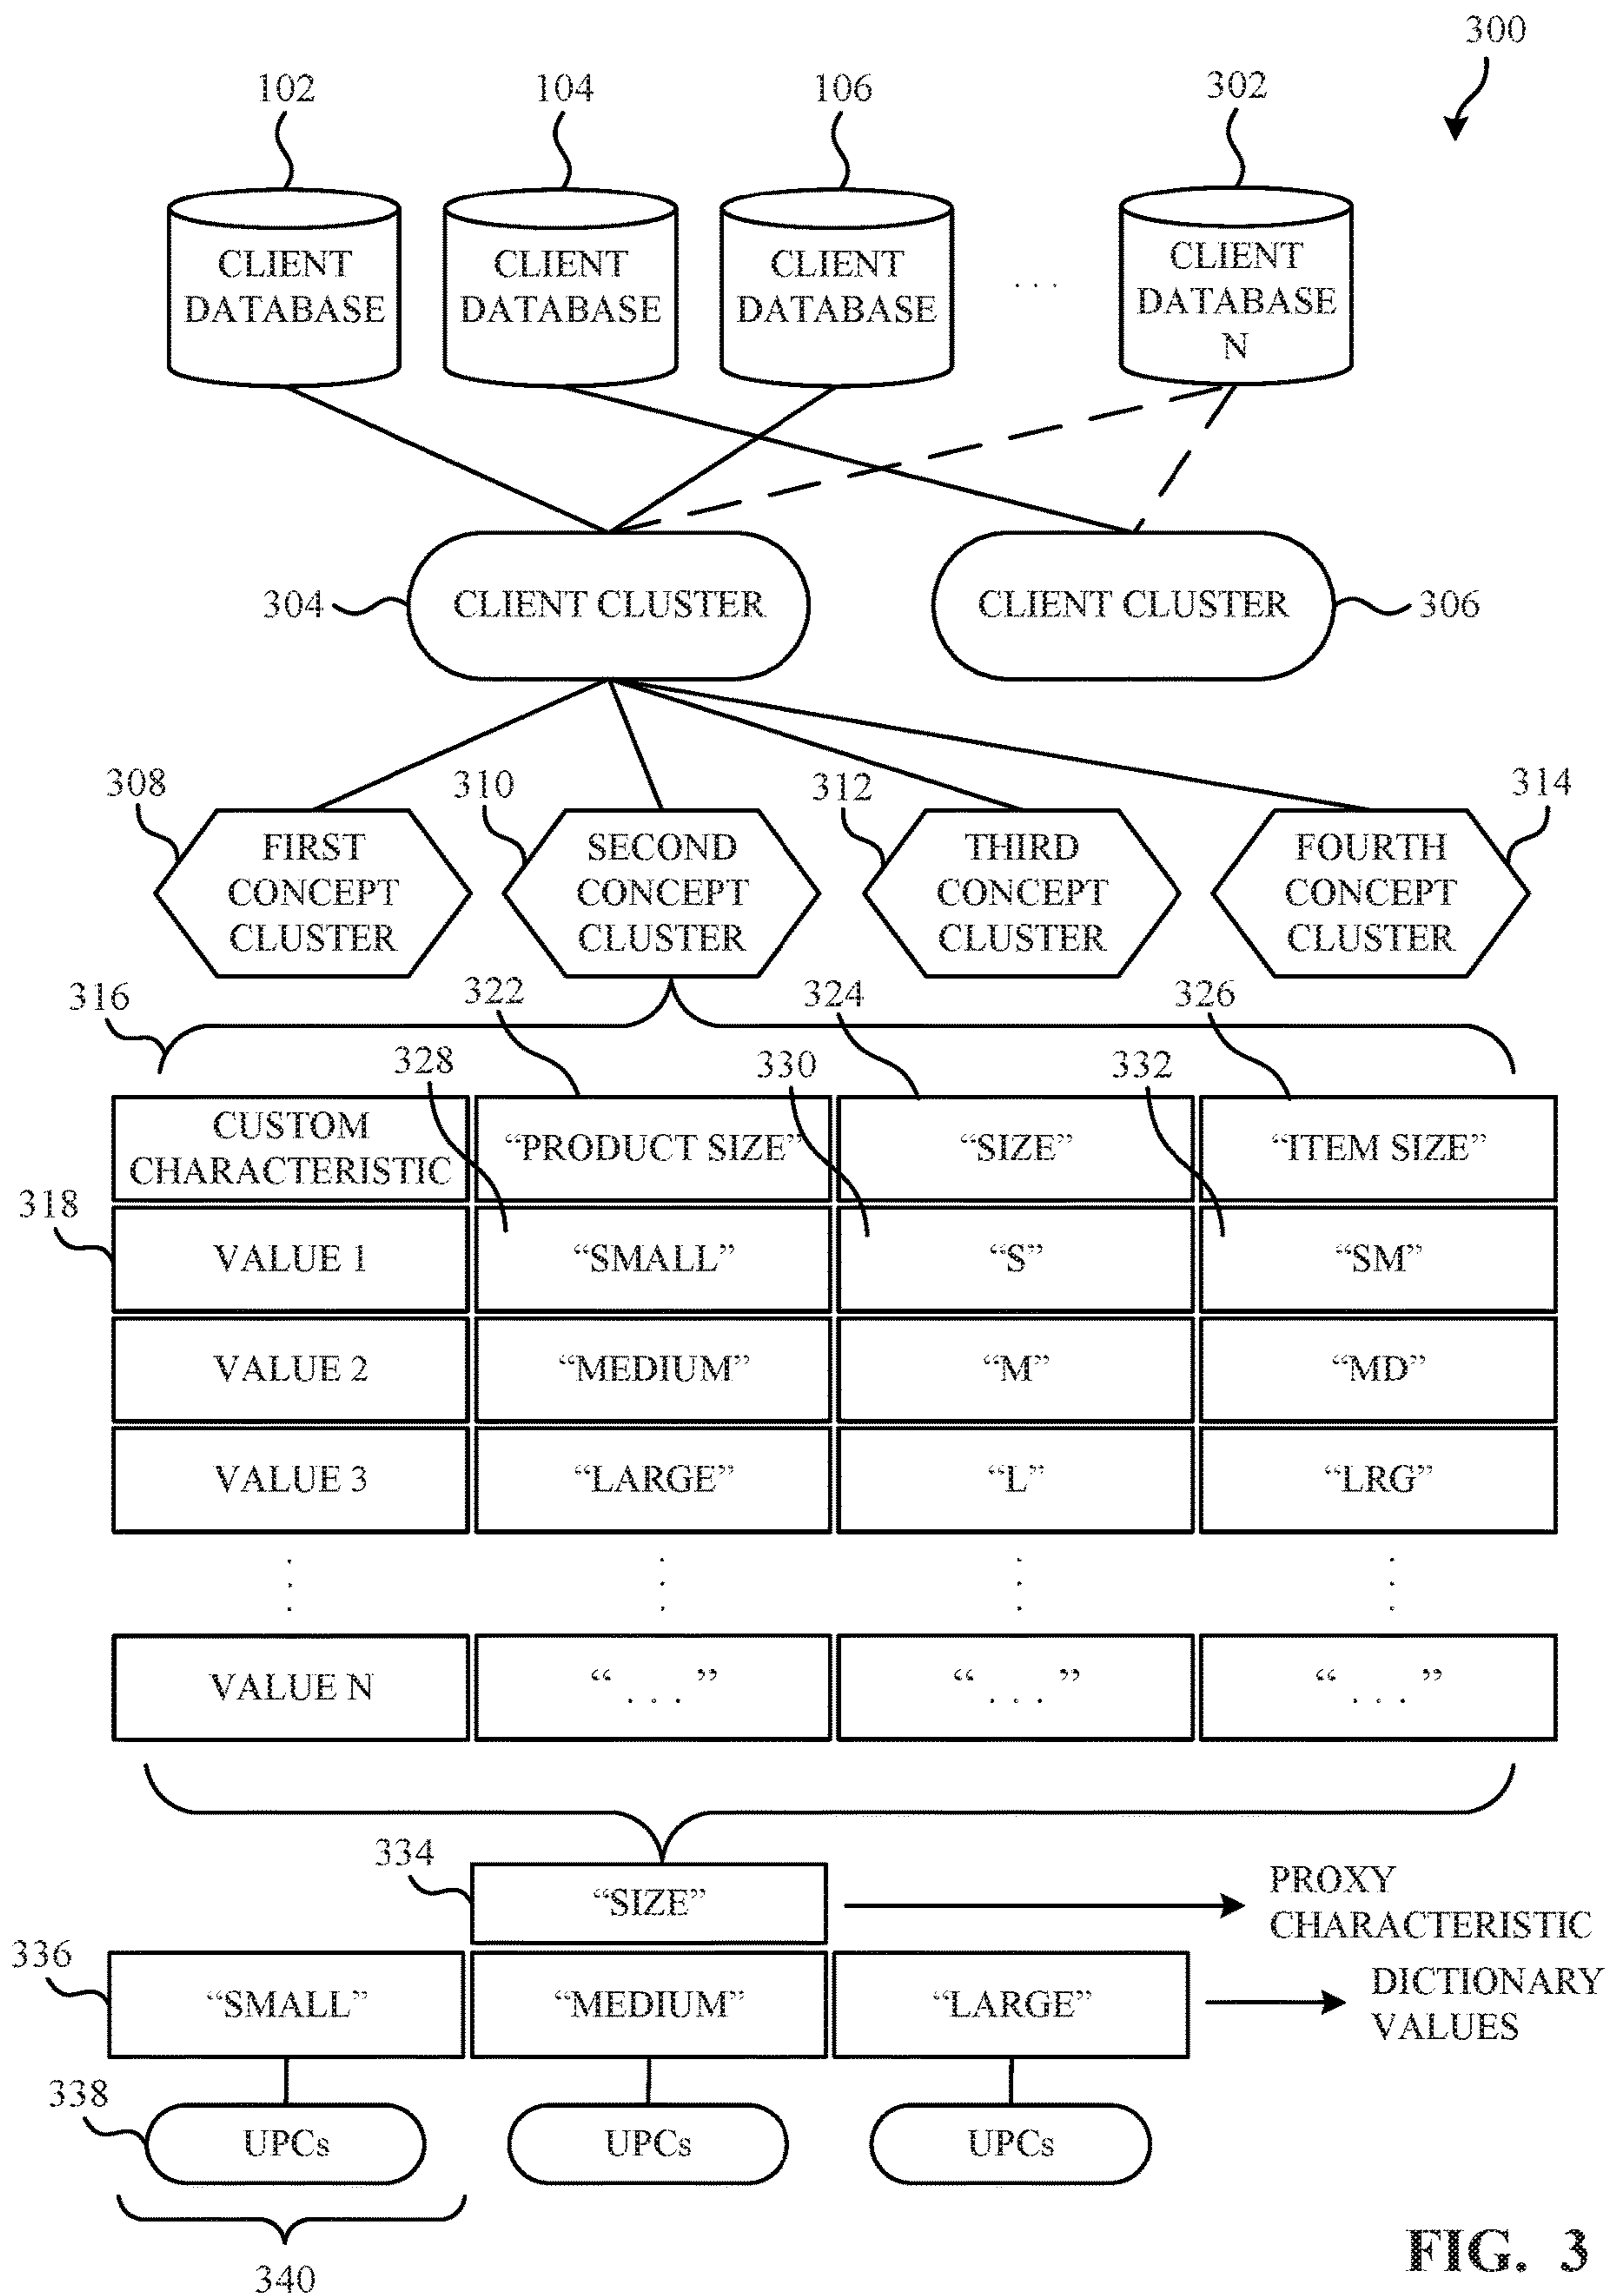 300
102
104
106
302
CLIENT
DATABASE
CLIENT
DATABASE
CLIENT
DATABASE
. . .
CLIENT
DATABASE
N
304
CLIENT CLUSTER
CLIENT CLUSTER
306
308
310
312
314
FIRST
CONCEPT
CLUSTER
SECOND
CONCEPT
CLUSTER
THIRD
CONCEPT
CLUSTER
FOURTH
CONCEPT
CLUSTER
316
322
324
326
328
330
332
CUSTOM
CHARACTERISTIC
“PRODUCT SIZE”
“SIZE”
“ITEM SIZE”
318
VALUE 1
“SMALL”
“S”
“SM”
VALUE 2
“MEDIUM”
“M”
“MD”
VALUE 3
“LARGE”
“L”
“LRG”
VALUE N
“ . . . ”
“ . . . ”
“ . . . ”
334
“SIZE”
PROXY
CHARACTERISTIC
336
“SMALL”
“MEDIUM”
“LARGE”
DICTIONARY
VALUES
338
UPCs
UPCs
UPCs
340
FIG. 3